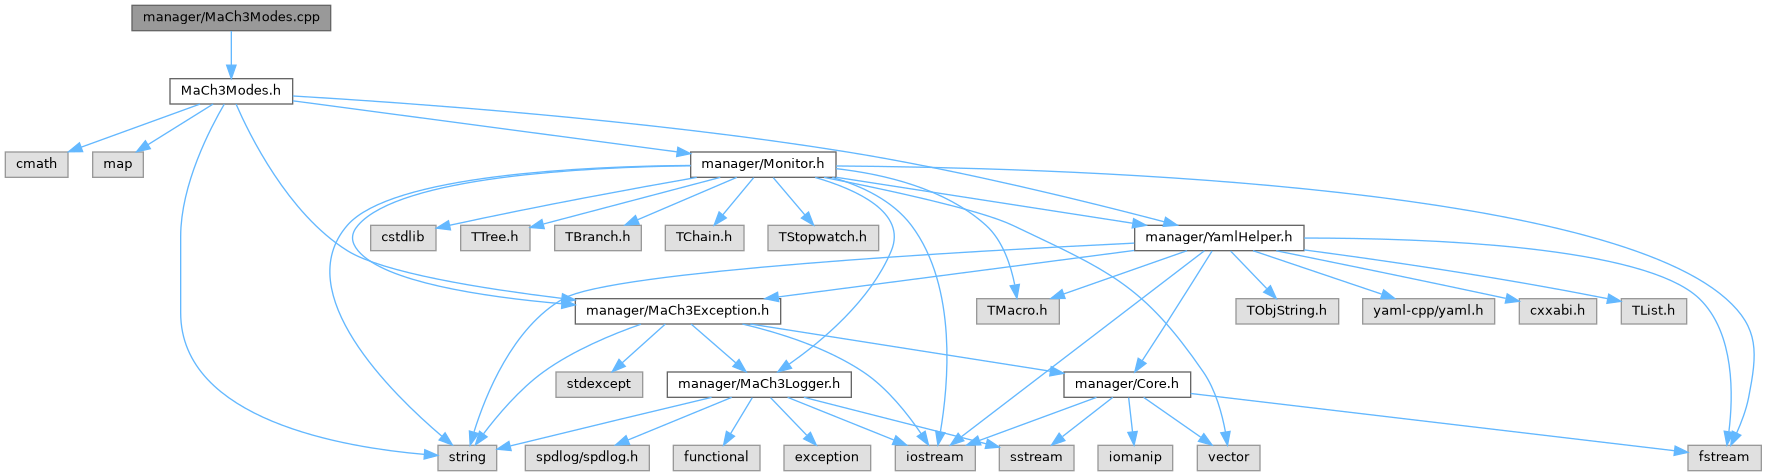 manager/MaCh3Modes.cpp
MaCh3Modes.h
cmath
map
manager/Monitor.h
cstdlib
TTree.h
TBranch.h
TChain.h
TStopwatch.h
manager/YamlHelper.h
manager/MaCh3Exception.h
TMacro.h
TObjString.h
yaml-cpp/yaml.h
cxxabi.h
TList.h
stdexcept
manager/MaCh3Logger.h
manager/Core.h
string
spdlog/spdlog.h
functional
exception
iostream
sstream
iomanip
vector
fstream